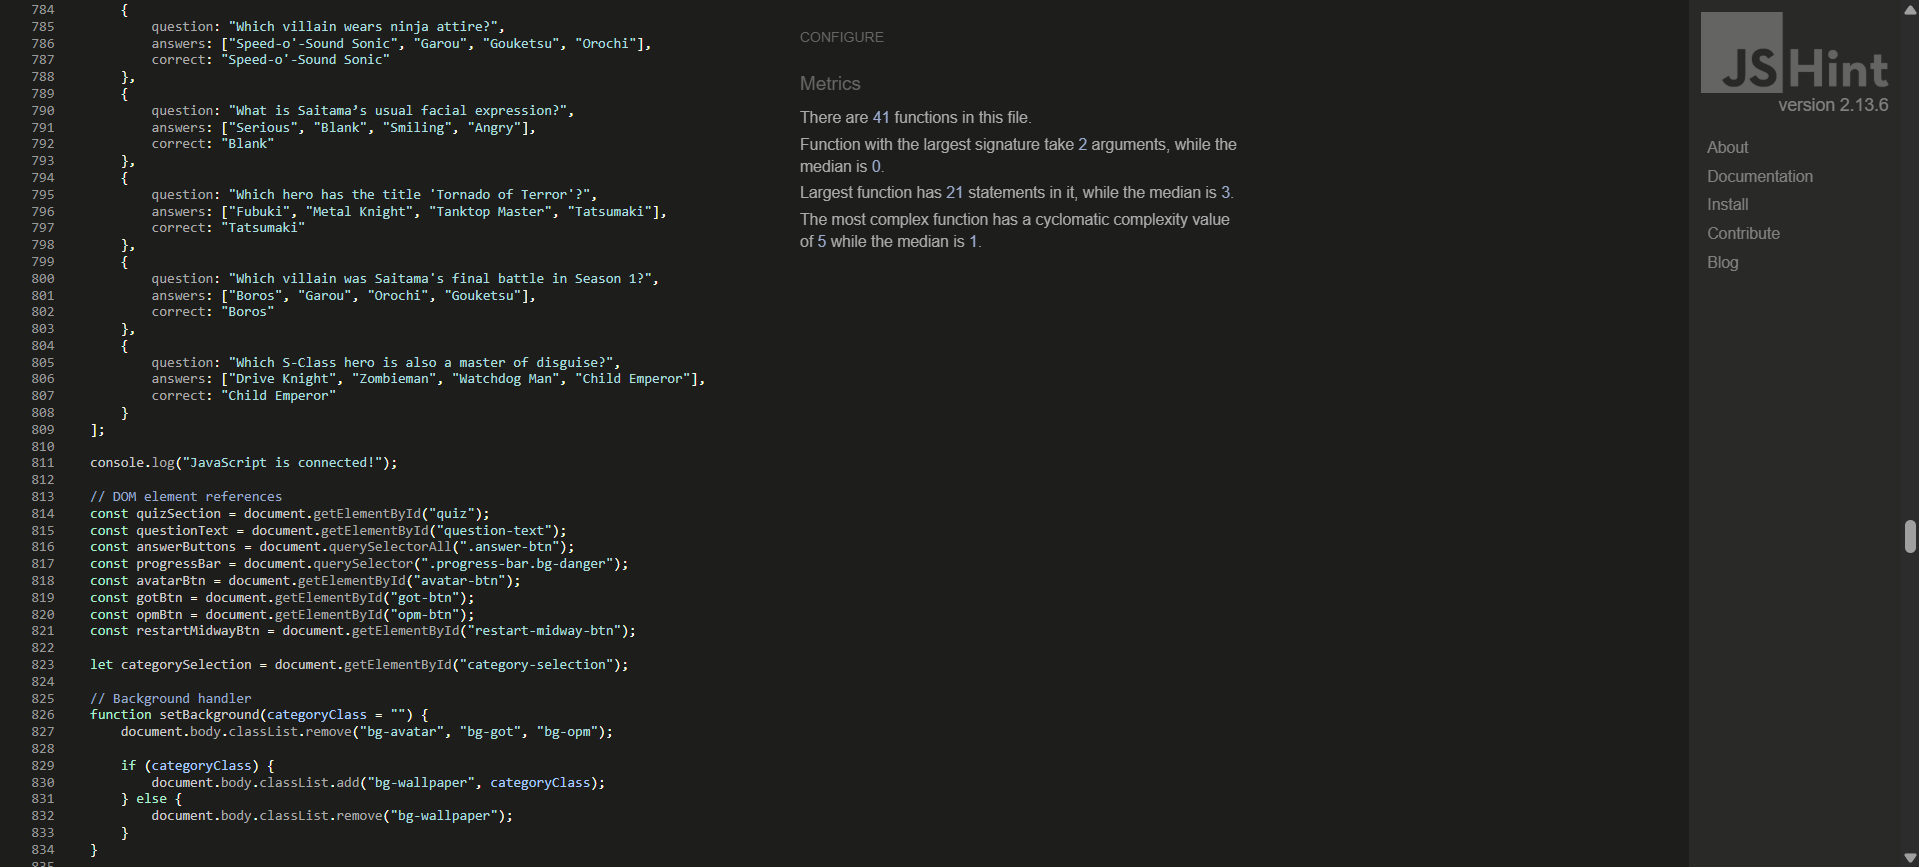 784 {
785 question: "Which villain wears ninja attire?",
786 answers: ["Speed-o'-Sound Sonic", "Garou", "Gouketsu", "Orochi"],
787 correct: "Speed-o'-Sound Sonic"
788 },
789 {
790 question: "What is Saitama’s usual facial expression?",
791 answers: ["Serious", "Blank", "Smiling", "Angry"],
792 correct: "Blank"
793 },
794 {
795 question: "Which hero has the title 'Tornado of Terror'?",
796 answers: ["Fubuki", "Metal Knight", "Tanktop Master", "Tatsumaki"],
797 correct: "Tatsumaki"
798 },
799 {
800 question: "Which villain was Saitama's final battle in Season 1?",
801 answers: ["Boros", "Garou", "Orochi", "Gouketsu"],
802 correct: "Boros"
803 },
804 {
805 question: "Which S-Class hero is also a master of disguise?",
806 answers: ["Drive Knight", "Zombieman", "Watchdog Man", "Child Emperor"],
807 correct: "Child Emperor"
808 }
809 ];
810
811 console.log("JavaScript is connected!");
812
813 // DOM element references
814 const quizSection = document.getElementById("quiz");
815 const questionText = document.getElementById("question-text");
816 const answerButtons = document.querySelectorAll(".answer-btn");
817 const progressBar = document.querySelector(".progress-bar.bg-danger");
818 const avatarBtn = document.getElementById("avatar-btn");
819 const gotBtn = document.getElementById("got-btn");
820 const opmBtn = document.getElementById("opm-btn");
821 const restartMidwayBtn = document.getElementById("restart-midway-btn");
822
823 let categorySelection = document.getElementById("category-selection");
824
825 // Background handler
826 function setBackground(categoryClass = "") {
827 document.body.classList.remove("bg-avatar", "bg-got", "bg-opm");
828
829 if (categoryClass) {
830 document.body.classList.add("bg-wallpaper", categoryClass);
831 } else {
832 document.body.classList.remove("bg-wallpaper");
833 }
834 }
835
CONFIGURE
Metrics
There are 41 functions in this file.
Function with the largest signature take 2 arguments, while the
median is 0.
Largest function has 21 statements in it, while the median is 3.
The most complex function has a cyclomatic complexity value
of 5 while the median is 1.
JSHint
version 2.13.6
About
Documentation
Install
Contribute
Blog